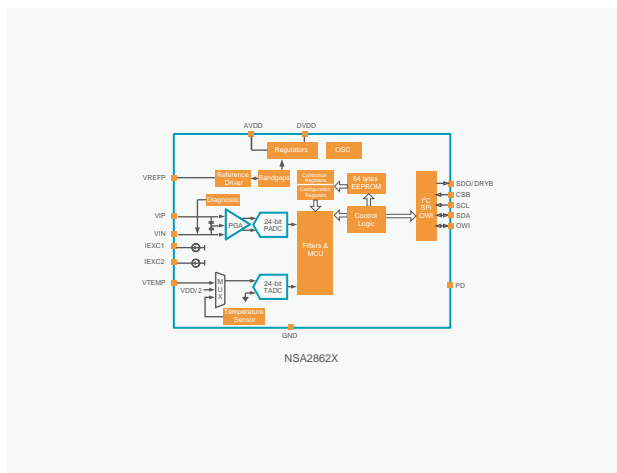 AVDD
DVDD
Regulators
OSC
VREFP
Reference
Driver
Bandgaps
Calibration
Registers
Configuration
Registers
64 bytes
EEPROM
Diagnostic
I²C
SPI
OWI
SDO/DRYB
CSB
SCL
SDA
OWI
VIP
VIN
PGA
24-bit
PADC
Control
Logic
Filters &
MCU
IEXC1
IEXC2
VTEMP
VDD/2
M
U
X
24-bit
TADC
PD
Temperature
Sensor
GND
NSA2862X